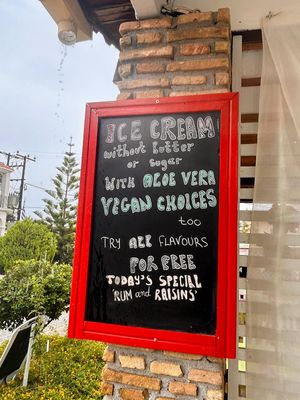 ICE CREAM
without butter
or sugar
WITH ALOE VERA
VEGAN CHOICES
too
TRY ALL FLAVOURS
FOR FREE
TODAY'S SPECIAL
'RUM and RAISINS'